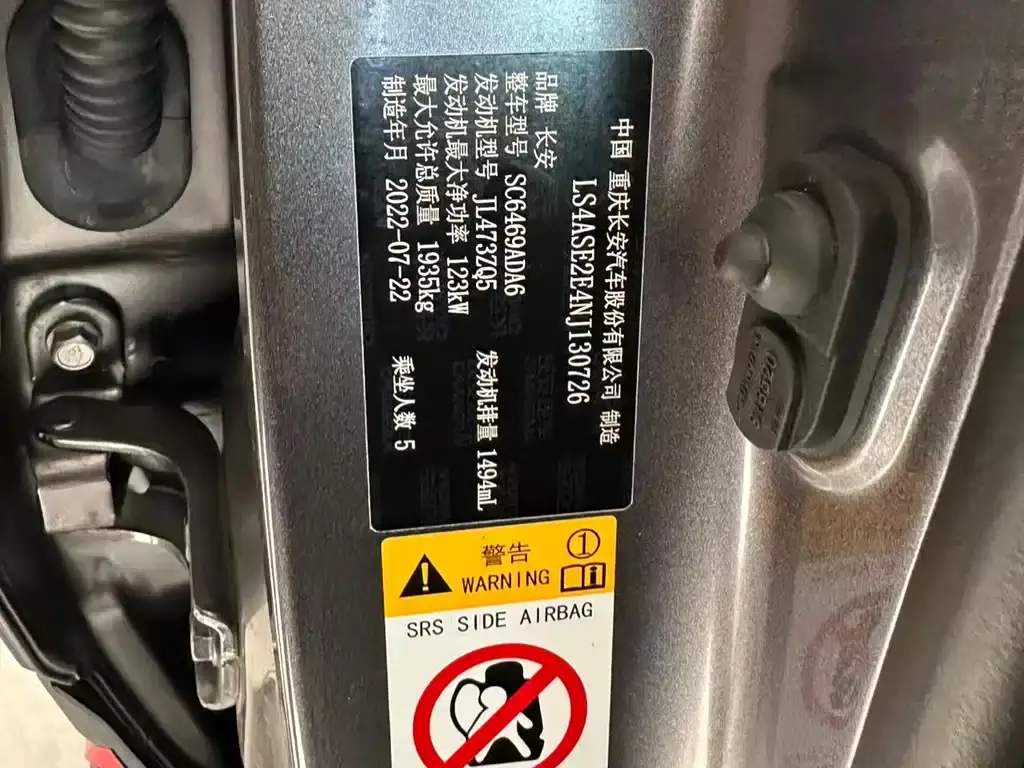 中国 重庆长安汽车股份有限公司 制造
LS4ASE2E4NJ130726
品牌 长安
整车型号 SC6469ADA6
发动机型号 JL473ZQ5 发动机排量 1494mL
发动机最大净功率 123kW
最大允许总质量 1935kg 乘坐人数 5
制造年月 2022-07-22
警告 1
WARNING i
SRS SIDE AIRBAG